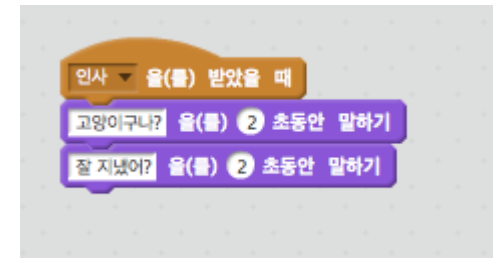 인사 을(를) 받았을 때
고양이구나? 을(를) 2 초동안 말하기
잘 지냈어? 을(를) 2 초동안 말하기